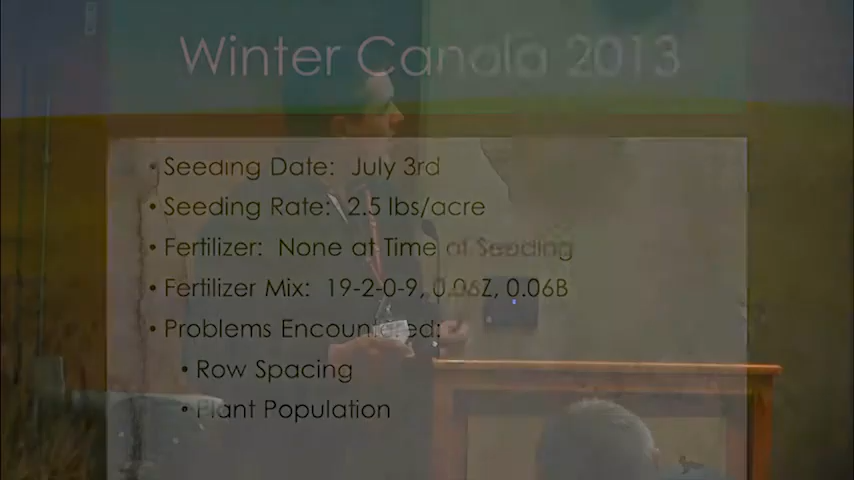 Winter Canola 2013
• Seeding Date: July 3rd
• Seeding Rate: 2.5 lbs/acre
• Fertilizer: None at Time of Seeding
• Fertilizer Mix: 19-2-0-9, 0.06Z, 0.06B
• Problems Encountered:
• Row Spacing
• Plant Population